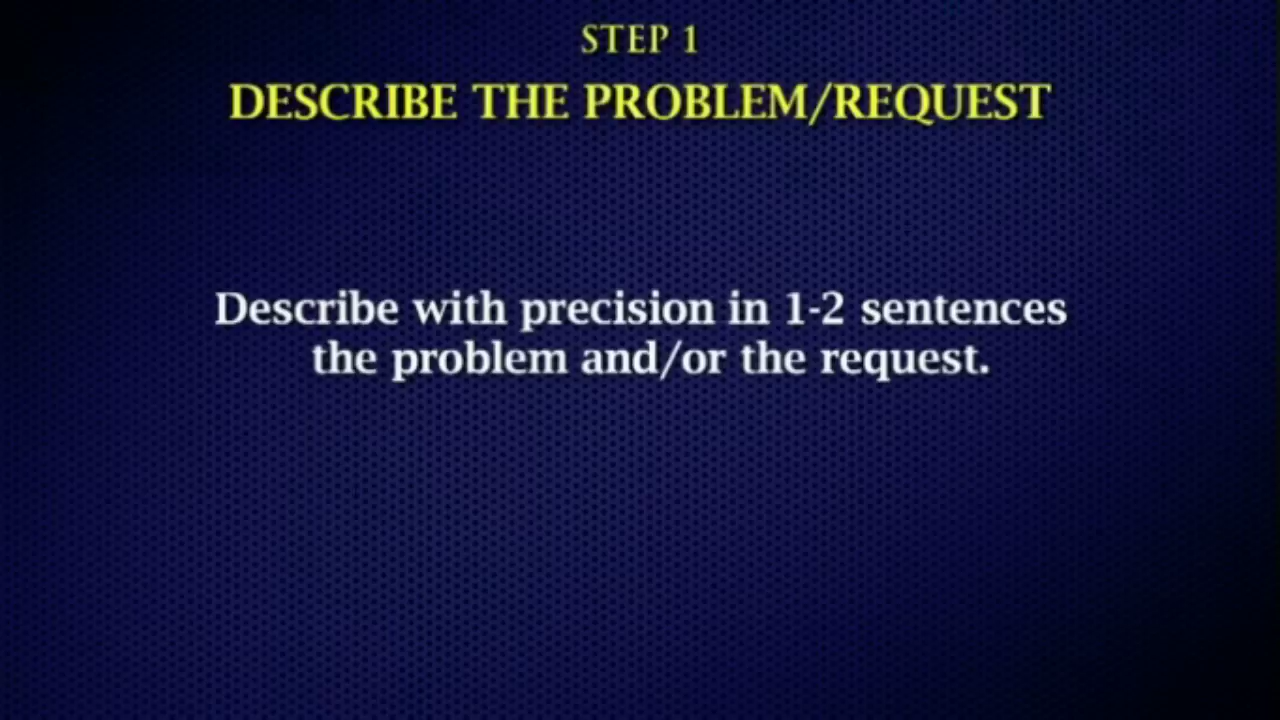 STEP 1
DESCRIBE THE PROBLEM/REQUEST
Describe with precision in 1-2 sentences
the problem and/or the request.